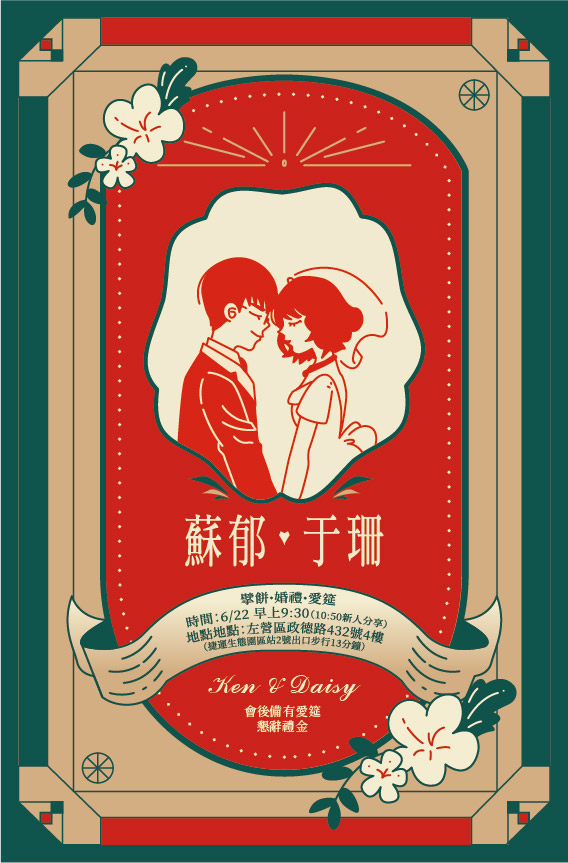 蘇郁♥于珊
擘餅·婚禮·愛筵
時間：6/22 早上9:30(10:50新人分享)
地點地點：左營區政德路432號4樓
(捷運生態園區站2號出口步行13分鐘)
Ken & Daisy
會後備有愛筵
懇辭禮金